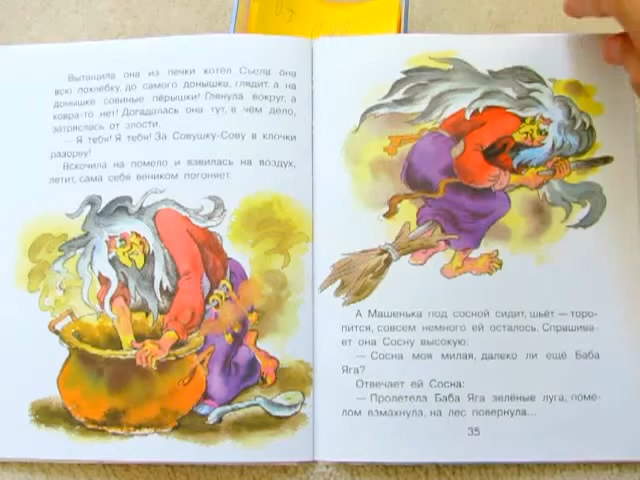 Вытащила она из печки котёл. Съела она
всю похлёбку, до самого донышка, глядит, а на
донышке совиные пёрышки! Глянула вокруг, а
ковра-то нет! Догадалась она тут, в чём дело,
затряслась от злости.
— Я тебя! Я тебя! За Совушку-Сову в клочки
разорву!
Вскочила на помело и взвилась на воздух,
летит, сама себя веником погоняет.
А Машенька под сосной сидит, шьёт — торо-
пится, совсем немного ей осталось. Спрашива-
ет она Сосну высокую:
— Сосна моя милая, далеко ли ещё Баба
Яга?
Отвечает ей Сосна:
— Пролетела Баба Яга зелёные луга, поме-
лом взмахнула, на лес повернула...
35